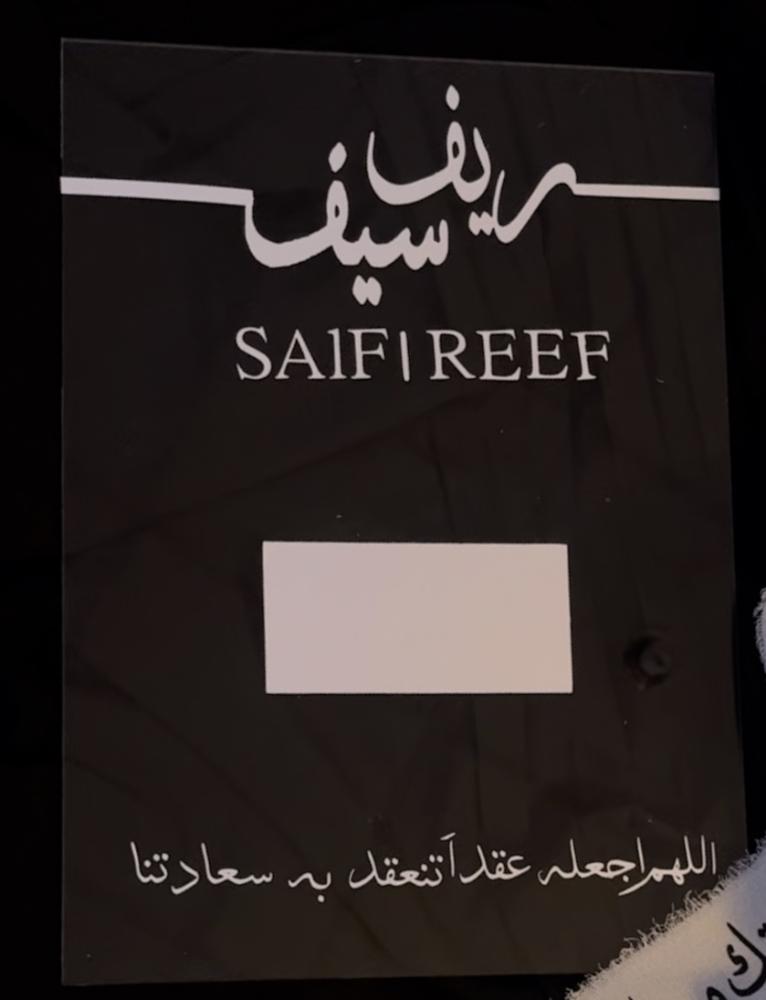 ريف
سيف
SAIF | REEF
اللهم اجعله عقداً تنعقد به سعادتنا